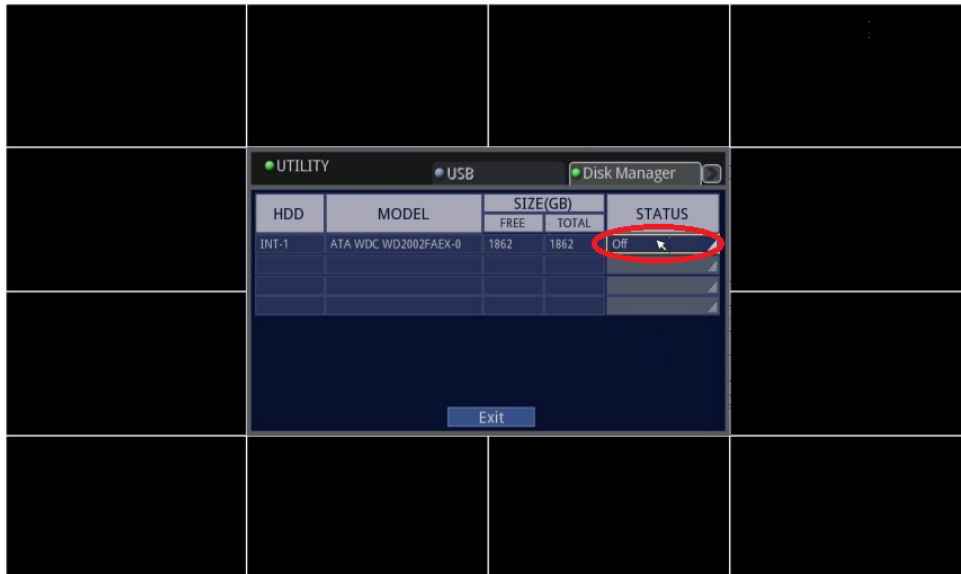 UTILITY USB Disk Manager
HDD MODEL SIZE(GB) STATUS
FREE TOTAL
INT-1 ATA WDC WD2002FAEX-0 1862 1862 Off
Exit